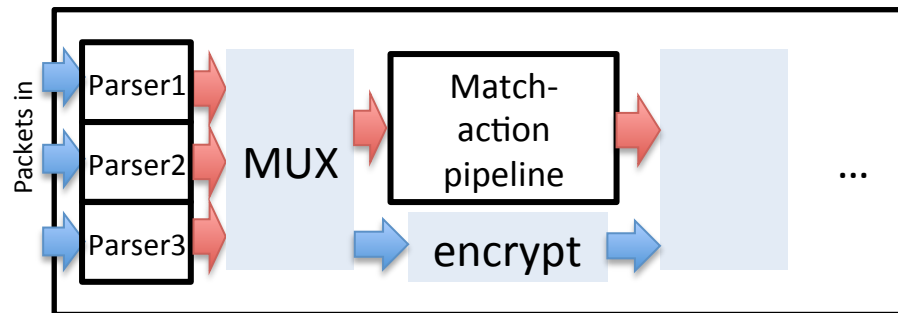 Packets in
Parser1
Parser2
Parser3
MUX
Match-
action
pipeline
encrypt
...